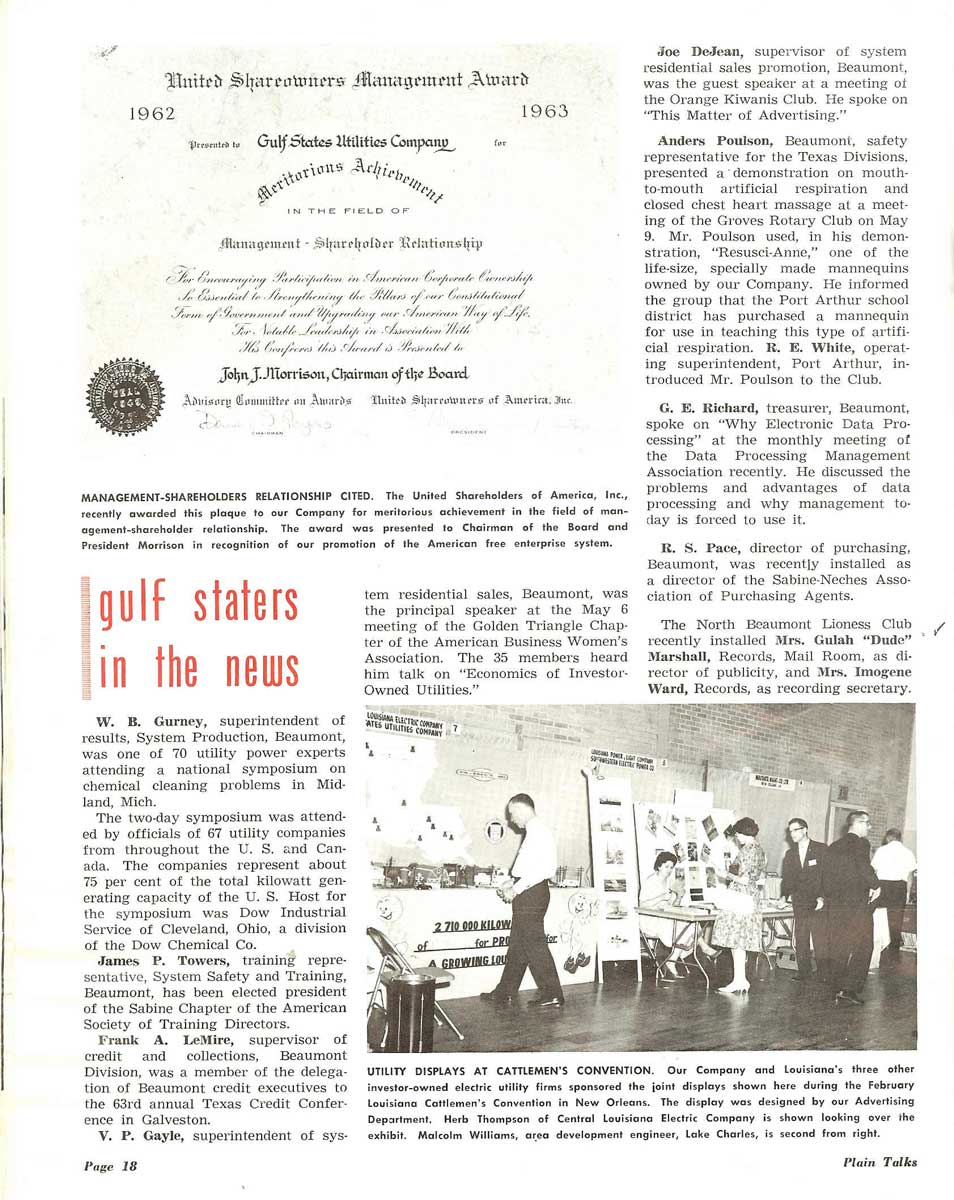 United Shareowners Management Award
1962 1963
Presented to Gulf States Utilities Company for
Meritorious Achievement
IN THE FIELD OF
Management - Shareholder Relationship
For Encouraging Participation in American Corporate Ownership
So Essential to Strengthening the Pillars of our Constitutional
Form of Government and Upgrading our American Way of Life.
For Notable Leadership in Association With
His Confreres this Award is Presented to
John J. Morrison, Chairman of the Board
Advisory Committee on Awards United Shareowners of America, Inc.
CHAIRMAN PRESIDENT
MANAGEMENT-SHAREHOLDERS RELATIONSHIP CITED. The United Shareholders of America, Inc.,
recently awarded this plaque to our Company for meritorious achievement in the field of man-
agement-shareholder relationship. The award was presented to Chairman of the Board and
President Morrison in recognition of our promotion of the American free enterprise system.
gulf staters
in the news
W. B. Gurney, superintendent of
results, System Production, Beaumont,
was one of 70 utility power experts
attending a national symposium on
chemical cleaning problems in Mid-
land, Mich.
The two-day symposium was attend-
ed by officials of 67 utility companies
from throughout the U. S. and Can-
ada. The companies represent about
75 per cent of the total kilowatt gen-
erating capacity of the U. S. Host for
the symposium was Dow Industrial
Service of Cleveland, Ohio, a division
of the Dow Chemical Co.
James P. Towers, training repre-
sentative, System Safety and Training,
Beaumont, has been elected president
of the Sabine Chapter of the American
Society of Training Directors.
Frank A. LeMire, supervisor of
credit and collections, Beaumont
Division, was a member of the delega-
tion of Beaumont credit executives to
the 63rd annual Texas Credit Confer-
ence in Galveston.
V. P. Gayle, superintendent of sys-
tem residential sales, Beaumont, was
the principal speaker at the May 6
meeting of the Golden Triangle Chap-
ter of the American Business Women's
Association. The 35 members heard
him talk on "Economics of Investor-
Owned Utilities."
Joe DeJean, supervisor of system
residential sales promotion, Beaumont,
was the guest speaker at a meeting of
the Orange Kiwanis Club. He spoke on
"This Matter of Advertising."
Anders Poulson, Beaumont, safety
representative for the Texas Divisions,
presented a demonstration on mouth-
to-mouth artificial respiration and
closed chest heart massage at a meet-
ing of the Groves Rotary Club on May
9. Mr. Poulson used, in his demon-
stration, "Resusci-Anne," one of the
life-size, specially made mannequins
owned by our Company. He informed
the group that the Port Arthur school
district has purchased a mannequin
for use in teaching this type of artifi-
cial respiration. R. E. White, operat-
ing superintendent, Port Arthur, in-
troduced Mr. Poulson to the Club.
G. E. Richard, treasurer, Beaumont,
spoke on "Why Electronic Data Pro-
cessing" at the monthly meeting of
the Data Processing Management
Association recently. He discussed the
problems and advantages of data
processing and why management to-
day is forced to use it.
R. S. Pace, director of purchasing,
Beaumont, was recently installed as
a director of the Sabine-Neches Asso-
ciation of Purchasing Agents.
The North Beaumont Lioness Club
recently installed Mrs. Gulah "Dude"
Marshall, Records, Mail Room, as di-
rector of publicity, and Mrs. Imogene
Ward, Records, as recording secretary.
LOUISIANA ELECTRIC COMPANY
ATES UTILITIES COMPANY 7
LOUISIANA POWER & LIGHT COMPANY
SOUTHWESTERN ELECTRIC POWER CO 8
2 710 000 KILOW
of for PRO for
A GROWING LOU
UTILITY DISPLAYS AT CATTLEMEN'S CONVENTION. Our Company and Louisiana's three other
investor-owned electric utility firms sponsored the joint displays shown here during the February
Louisiana Cattlemen's Convention in New Orleans. The display was designed by our Advertising
Department. Herb Thompson of Central Louisiana Electric Company is shown looking over the
exhibit. Malcolm Williams, area development engineer, Lake Charles, is second from right.
Page 18
Plain Talks